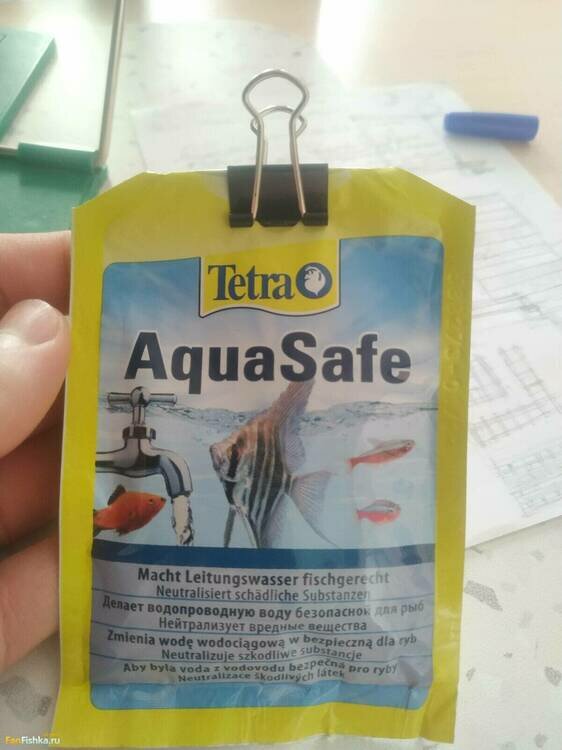 Tetra
AquaSafe
Macht Leitungswasser fischgerecht
Neutralisiert schädliche Substanzen
Делает водопроводную воду безопасной для рыб
Нейтрализует вредные вещества
Zmienia wodę wodociągową w bezpieczną dla ryb
Neutralizuje szkodliwe substancje
Aby byla voda z vodovodu bezpečná pro ryby
Neutralizace škodlivých látek
FanFishka.ru